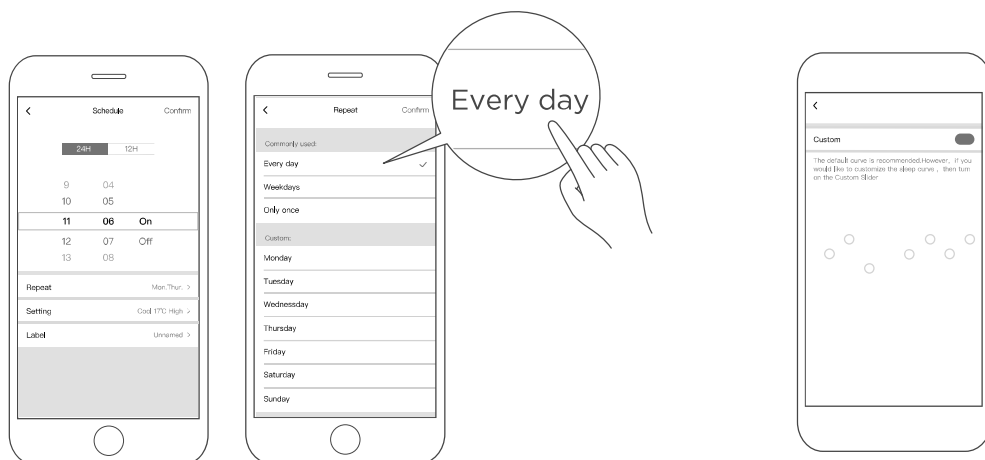 < Schedule Confirm
24H 12H
9 04
10 05
11 06 On
12 07 Off
13 08
Repeat Mon.Thur. >
Setting Cool 17°C High >
Label Unnamed >
< Repeat Confirm
Commonly used:
Every day
Weekdays
Only once
Custom:
Monday
Tuesday
Wednessday
Thursday
Friday
Saturday
Sunday
Every day
<
Custom
The default curve is recommended.However, if you
would like to customize the sleep curve , then turn
on the Custom Slider